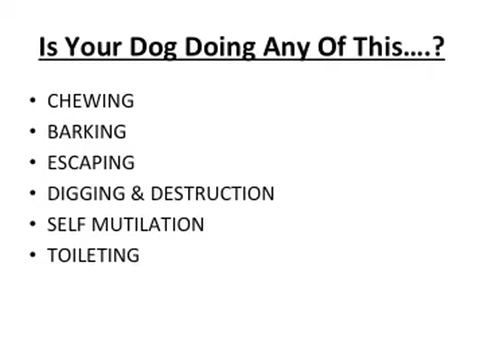 Is Your Dog Doing Any Of This....?
• CHEWING
• BARKING
• ESCAPING
• DIGGING & DESTRUCTION
• SELF MUTILATION
• TOILETING